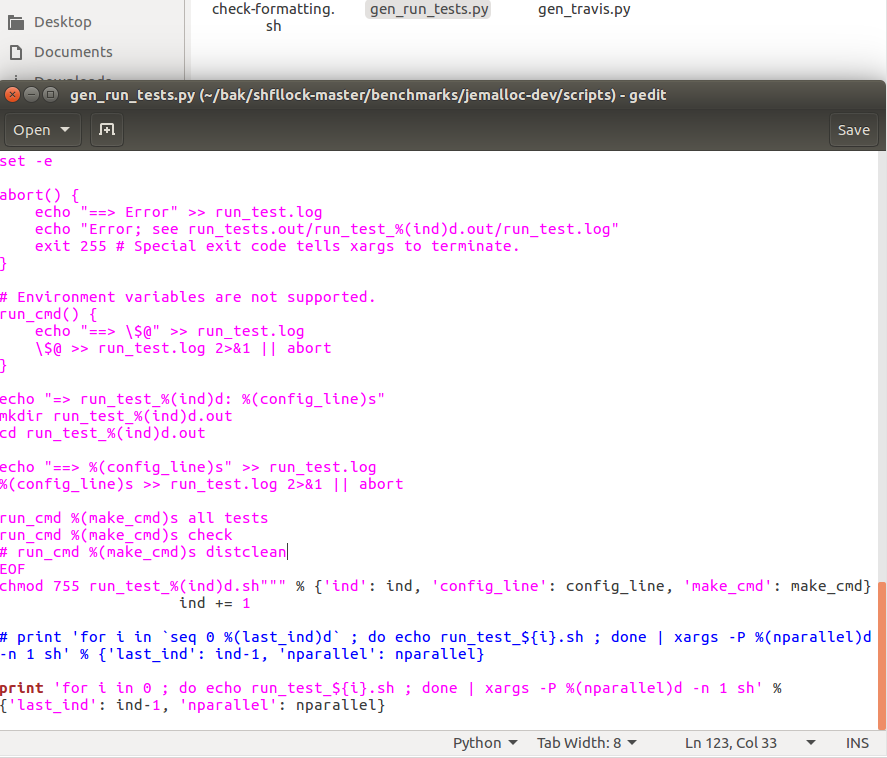 check-formatting.
sh
gen_run_tests.py
gen_travis.py
Desktop
Documents
gen_run_tests.py (~/bak/shfllock-master/benchmarks/jemalloc-dev/scripts) - gedit
Open
Save
set -e
abort() {
    echo "==> Error" >> run_test.log
    echo "Error; see run_tests.out/run_test_%(ind)d.out/run_test.log"
    exit 255 # Special exit code tells xargs to terminate.
}
# Environment variables are not supported.
run_cmd() {
    echo "==> \$@" >> run_test.log
    \$@ >> run_test.log 2>&1 || abort
}
echo "=> run_test_%(ind)d: %(config_line)s"
mkdir run_test_%(ind)d.out
cd run_test_%(ind)d.out
echo "==> %(config_line)s" >> run_test.log
%(config_line)s >> run_test.log 2>&1 || abort
run_cmd %(make_cmd)s all tests
run_cmd %(make_cmd)s check
# run_cmd %(make_cmd)s distclean
EOF
chmod 755 run_test_%(ind)d.sh""" % {'ind': ind, 'config_line': config_line, 'make_cmd': make_cmd}
                    ind += 1
# print 'for i in `seq 0 %(last_ind)d` ; do echo run_test_${i}.sh ; done | xargs -P %(nparallel)d
-n 1 sh' % {'last_ind': ind-1, 'nparallel': nparallel}
print 'for i in 0 ; do echo run_test_${i}.sh ; done | xargs -P %(nparallel)d -n 1 sh' %
{'last_ind': ind-1, 'nparallel': nparallel}
Python
Tab Width: 8
Ln 123, Col 33
INS